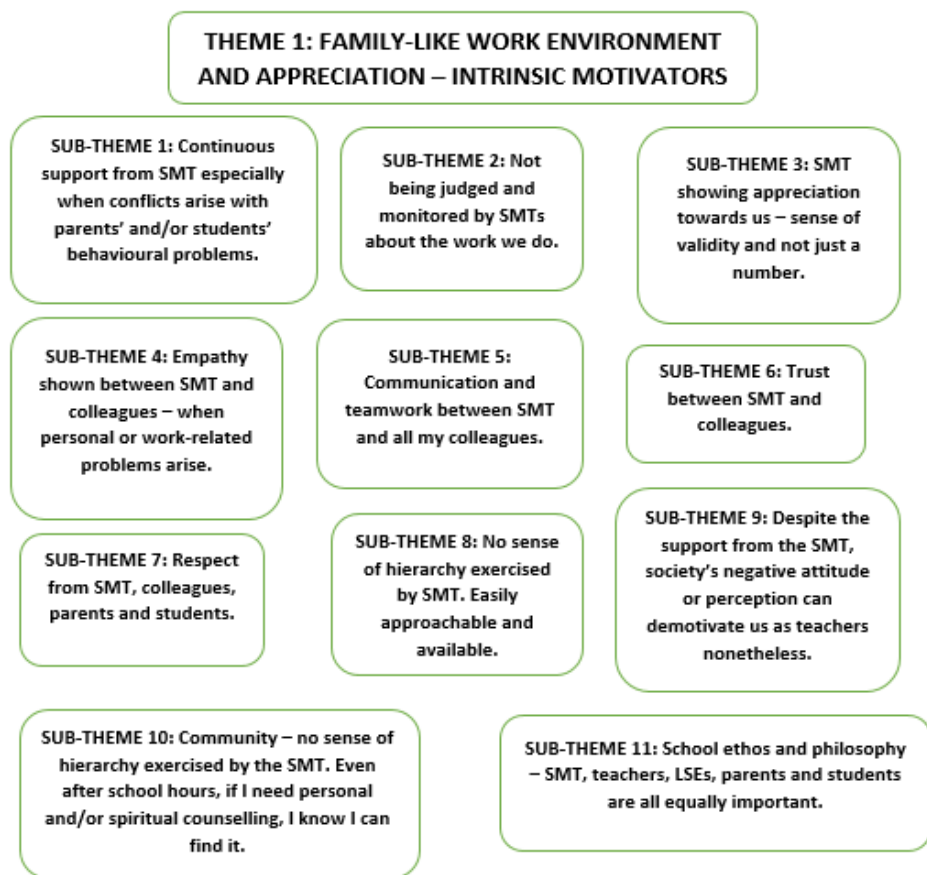 THEME 1: FAMILY-LIKE WORK ENVIRONMENT
AND APPRECIATION – INTRINSIC MOTIVATORS
SUB-THEME 1: Continuous
support from SMT especially
when conflicts arise with
parents’ and/or students’
behavioural problems.
SUB-THEME 2: Not
being judged and
monitored by SMTs
about the work we do.
SUB-THEME 3: SMT
showing appreciation
towards us – sense of
validity and not just a
number.
SUB-THEME 4: Empathy
shown between SMT and
colleagues – when
personal or work-related
problems arise.
SUB-THEME 5:
Communication and
teamwork between SMT
and all my colleagues.
SUB-THEME 6: Trust
between SMT and
colleagues.
SUB-THEME 7: Respect
from SMT, colleagues,
parents and students.
SUB-THEME 8: No sense
of hierarchy exercised
by SMT. Easily
approachable and
available.
SUB-THEME 9: Despite the
support from the SMT,
society’s negative attitude
or perception can
demotivate us as teachers
nonetheless.
SUB-THEME 10: Community – no sense of
hierarchy exercised by the SMT. Even
after school hours, if I need personal
and/or spiritual counselling, I know I can
find it.
SUB-THEME 11: School ethos and philosophy
– SMT, teachers, LSEs, parents and students
are all equally important.